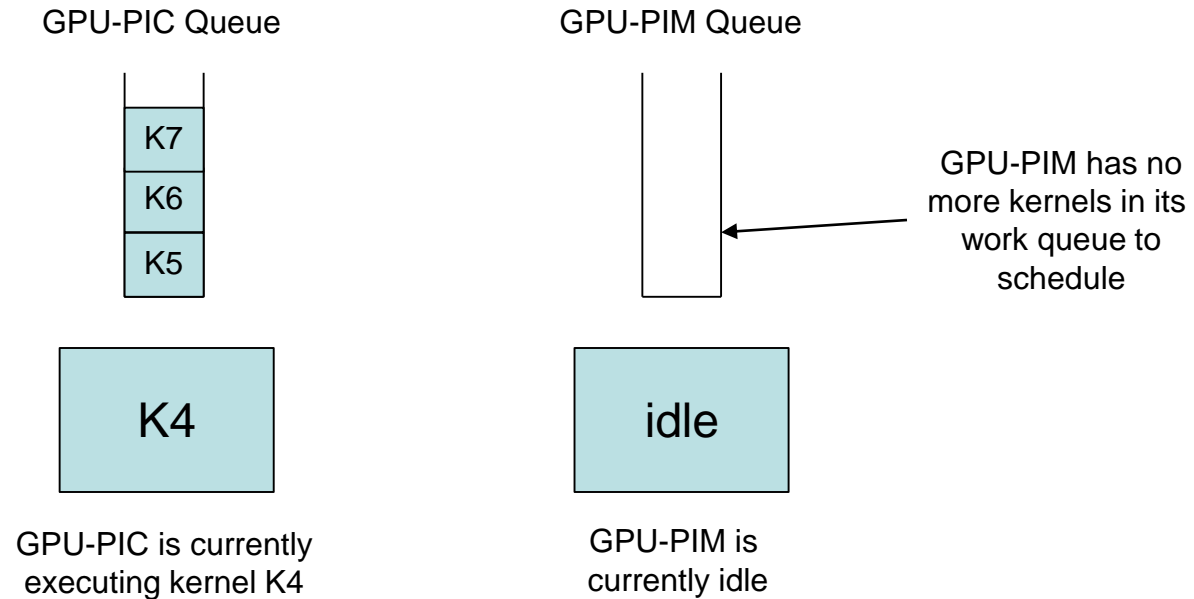 GPU-PIC Queue
GPU-PIM Queue
K7
K6
K5
GPU-PIM has no
more kernels in its
work queue to
schedule
K4
idle
GPU-PIC is currently
executing kernel K4
GPU-PIM is
currently idle